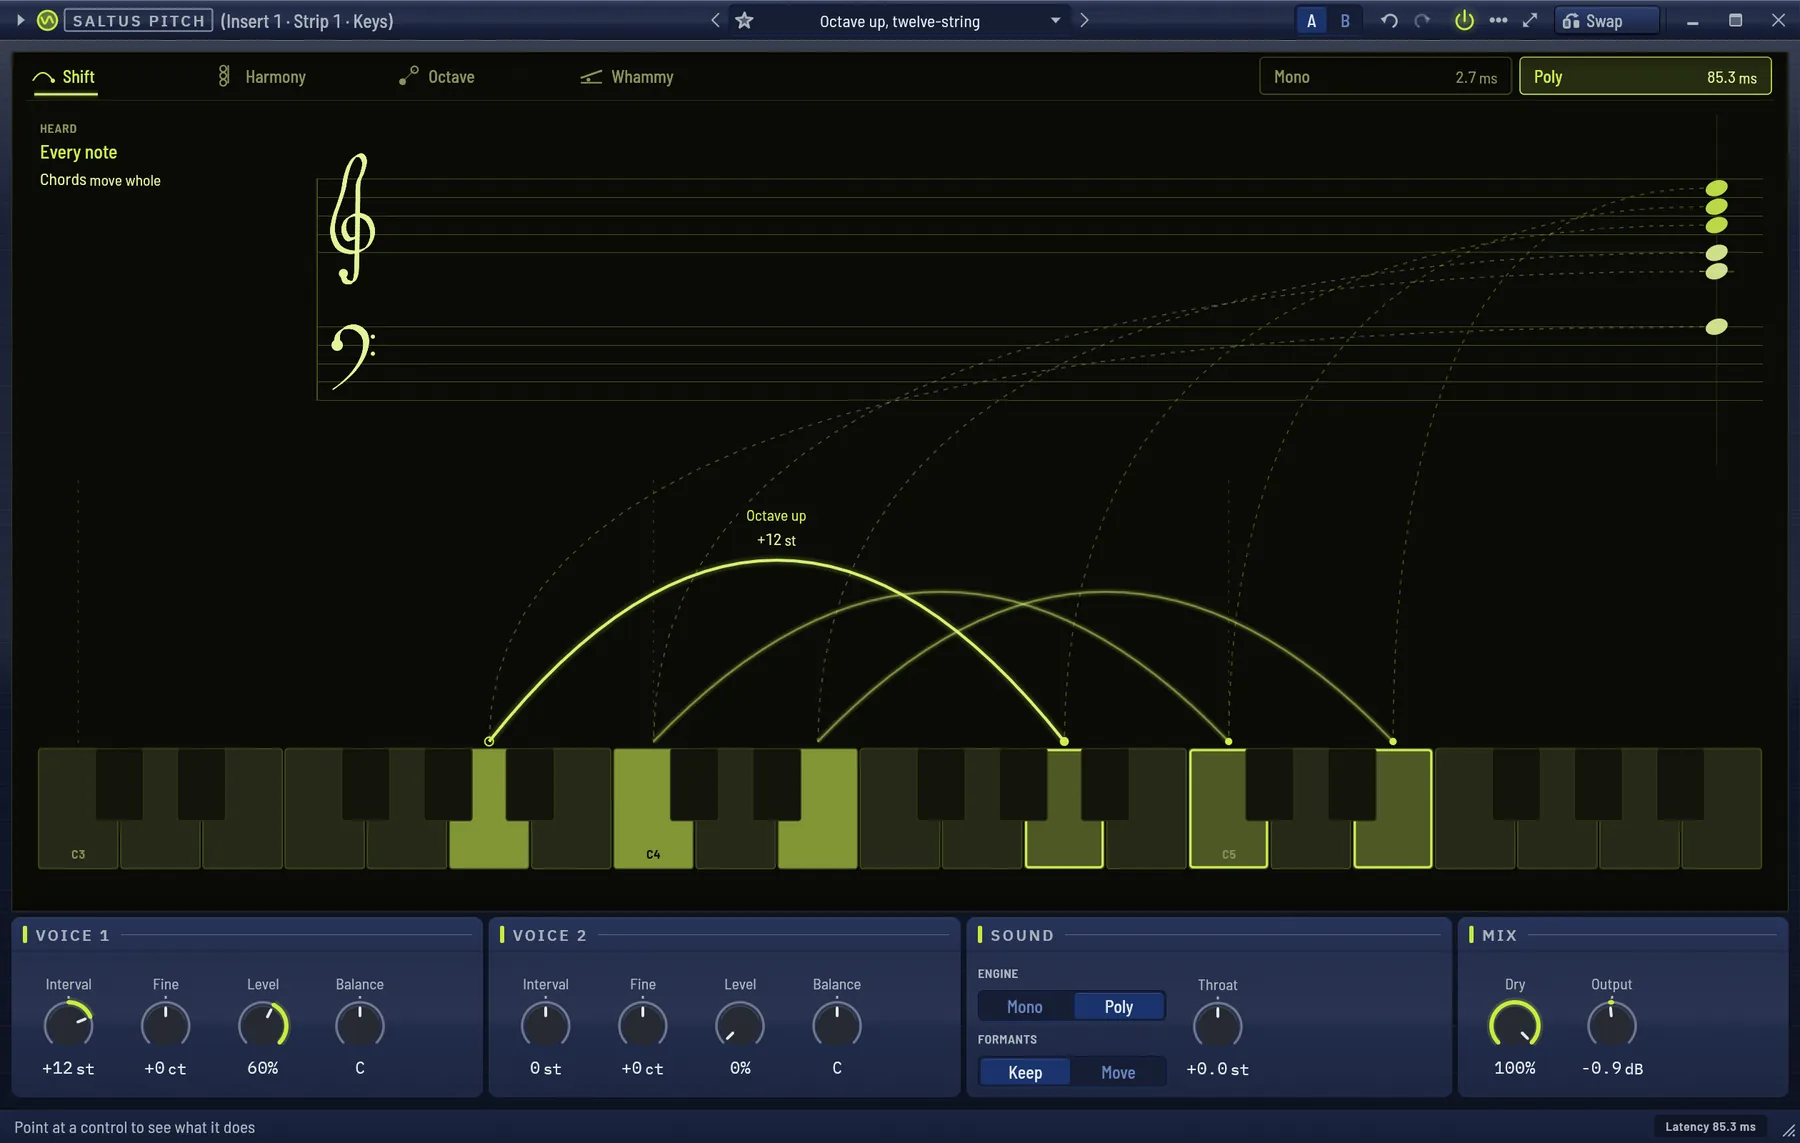 SALTUS PITCH (Insert 1 · Strip 1 · Keys)
Octave up, twelve-string
A B
Swap
Shift Harmony Octave Whammy
Mono 2.7 ms Poly 85.3 ms
HEARD
Every note
Chords move whole
Octave up
+12 st
C3 C4 C5
VOICE 1 VOICE 2 SOUND MIX
Interval Fine Level Balance
+12 st +0 ct 60% C
Interval Fine Level Balance
0 st +0 ct 0% C
ENGINE
Mono Poly
FORMANTS
Keep Move
Throat
+0.0 st
Dry Output
100% -0.9 dB
Point at a control to see what it does
Latency 85.3 ms